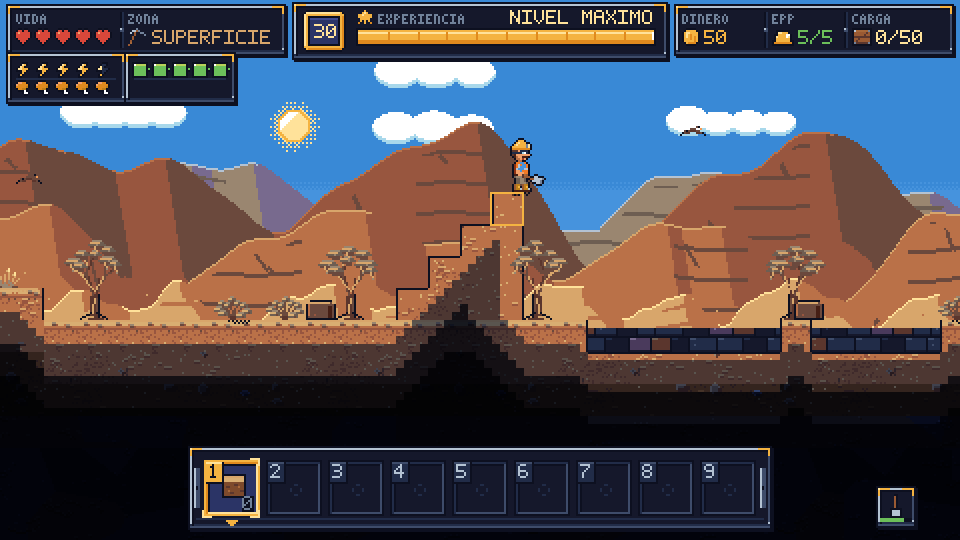 VIDA
ZONA
SUPERFICIE
30
EXPERIENCIA
NIVEL MAXIMO
DINERO
50
EPP
5/5
CARGA
0/50
1
0
2
3
4
5
6
7
8
9